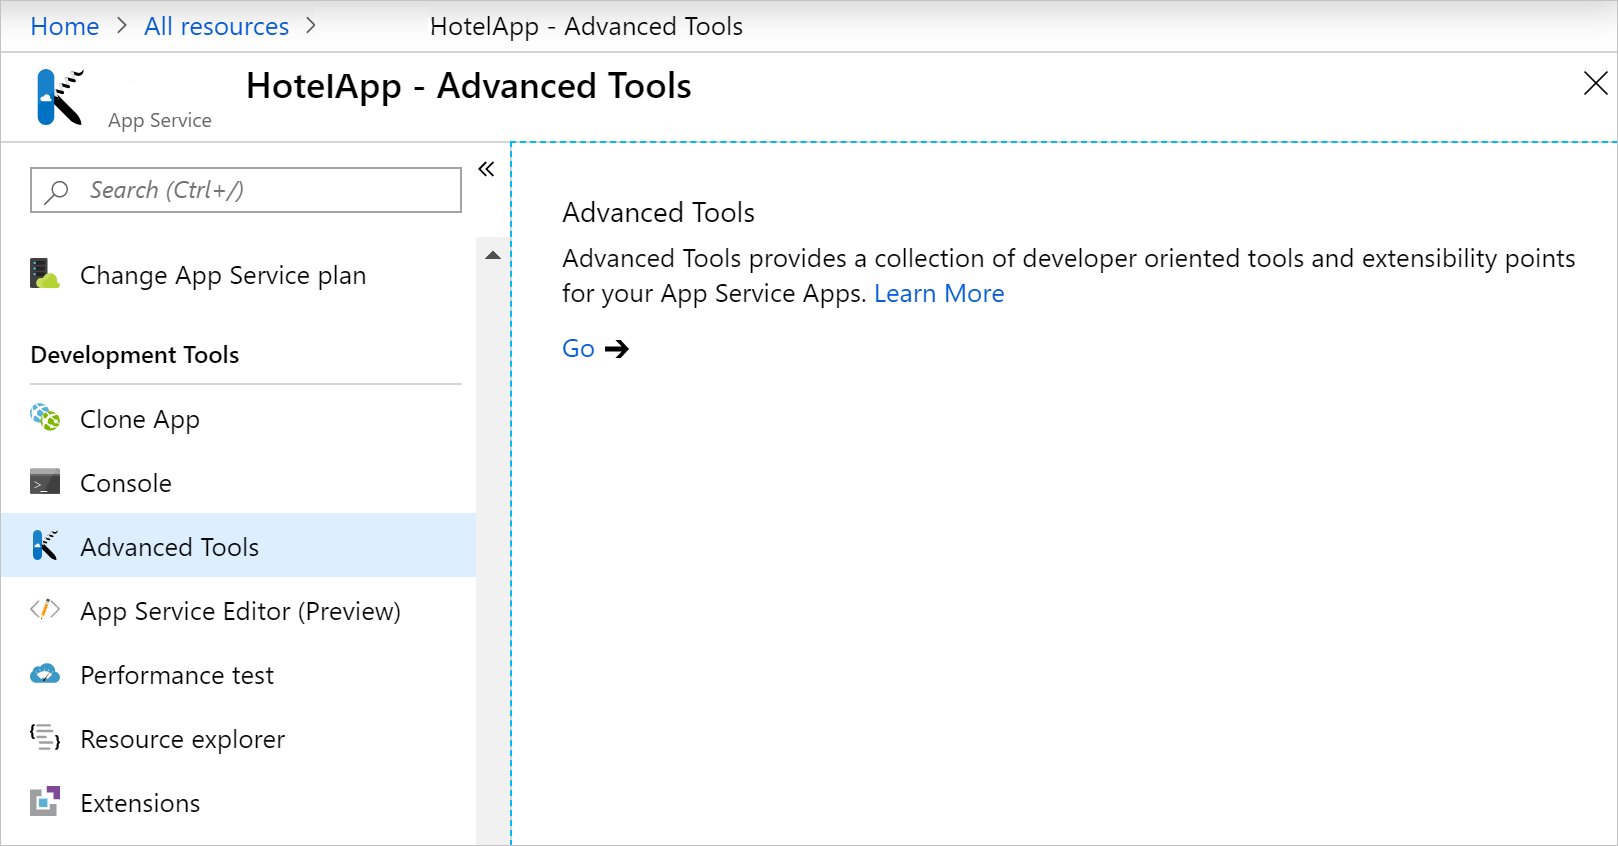 Home > All resources > HotelApp - Advanced Tools
HotelApp - Advanced Tools
App Service
Search (Ctrl+/)
Change App Service plan
Development Tools
Clone App
Console
Advanced Tools
App Service Editor (Preview)
Performance test
Resource explorer
Extensions
Advanced Tools
Advanced Tools provides a collection of developer oriented tools and extensibility points
for your App Service Apps. Learn More
Go